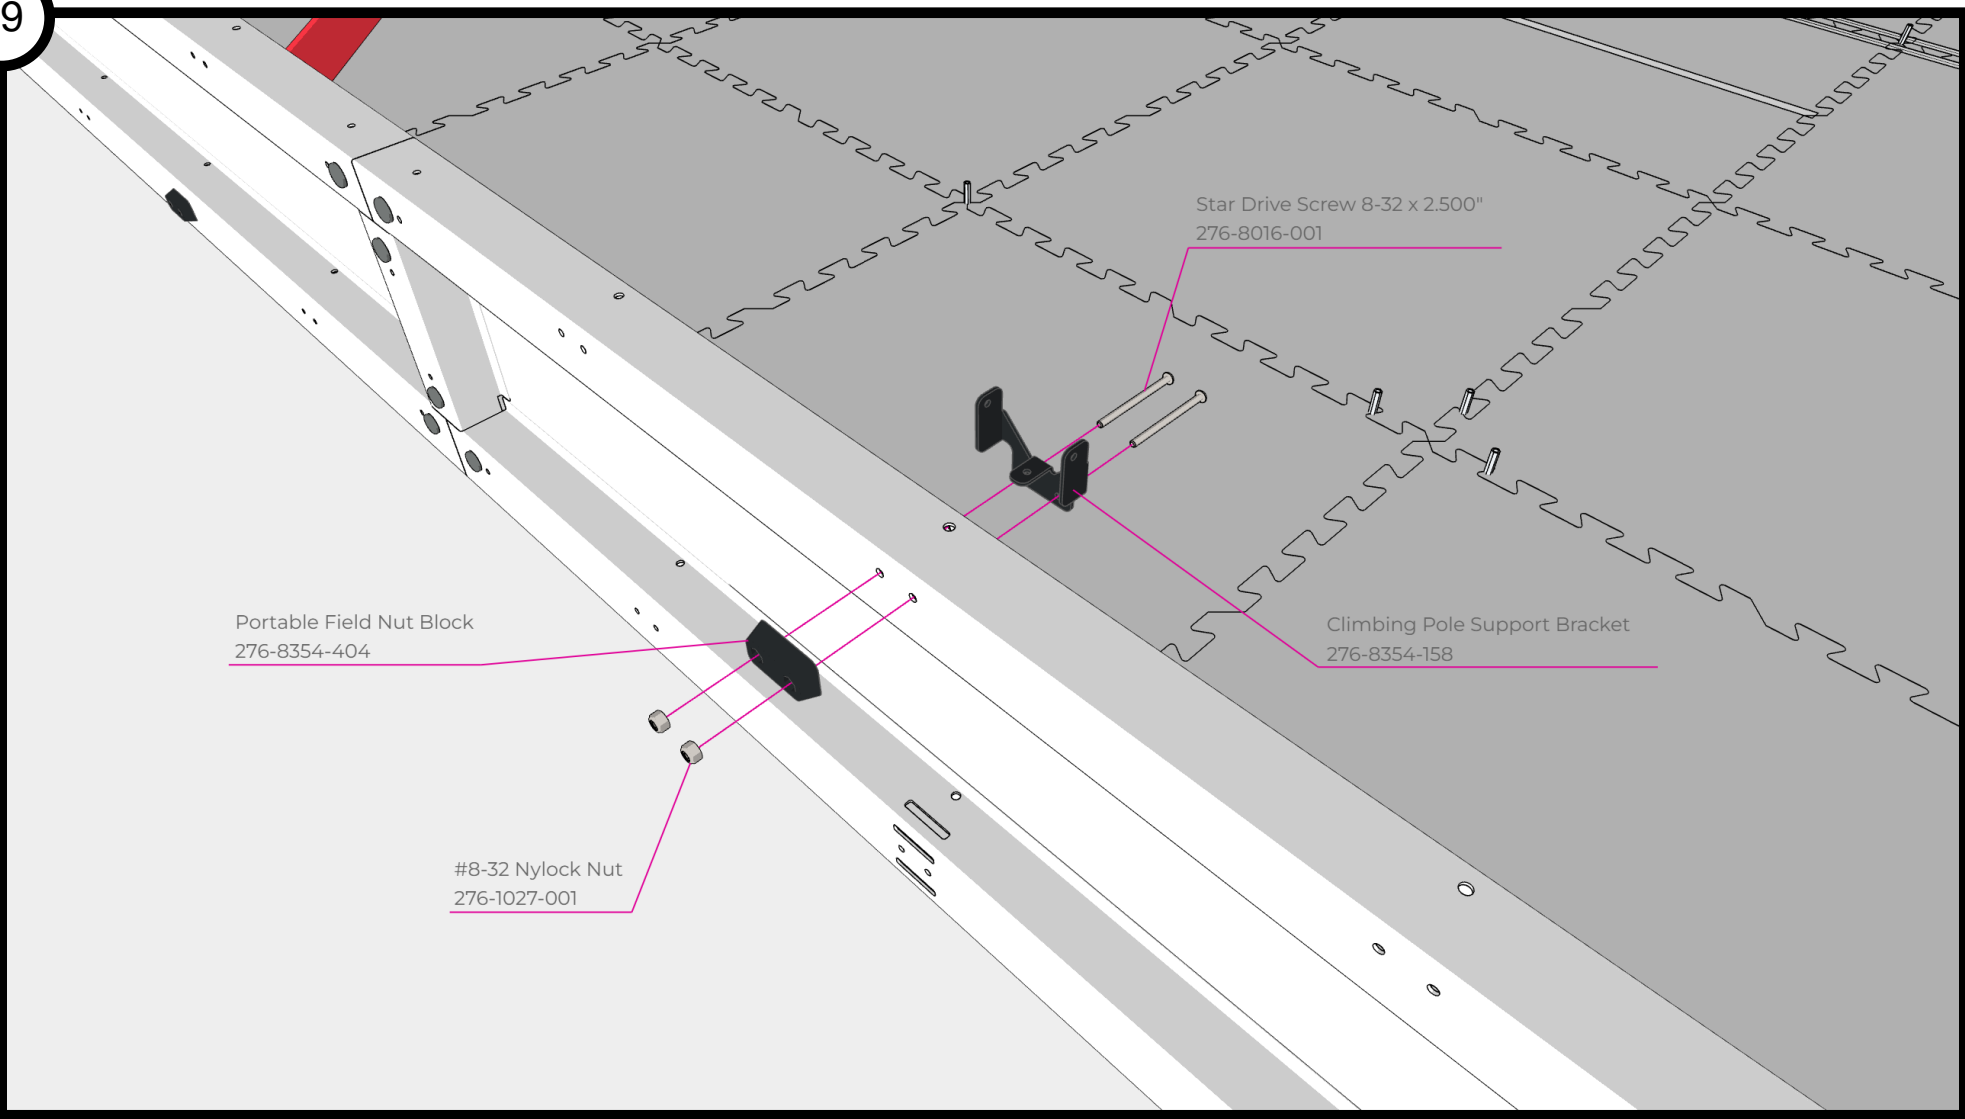 9
Star Drive Screw 8-32 x 2.500"
276-8016-001
Portable Field Nut Block
276-8354-404
Climbing Pole Support Bracket
276-8354-158
#8-32 Nylock Nut
276-1027-001